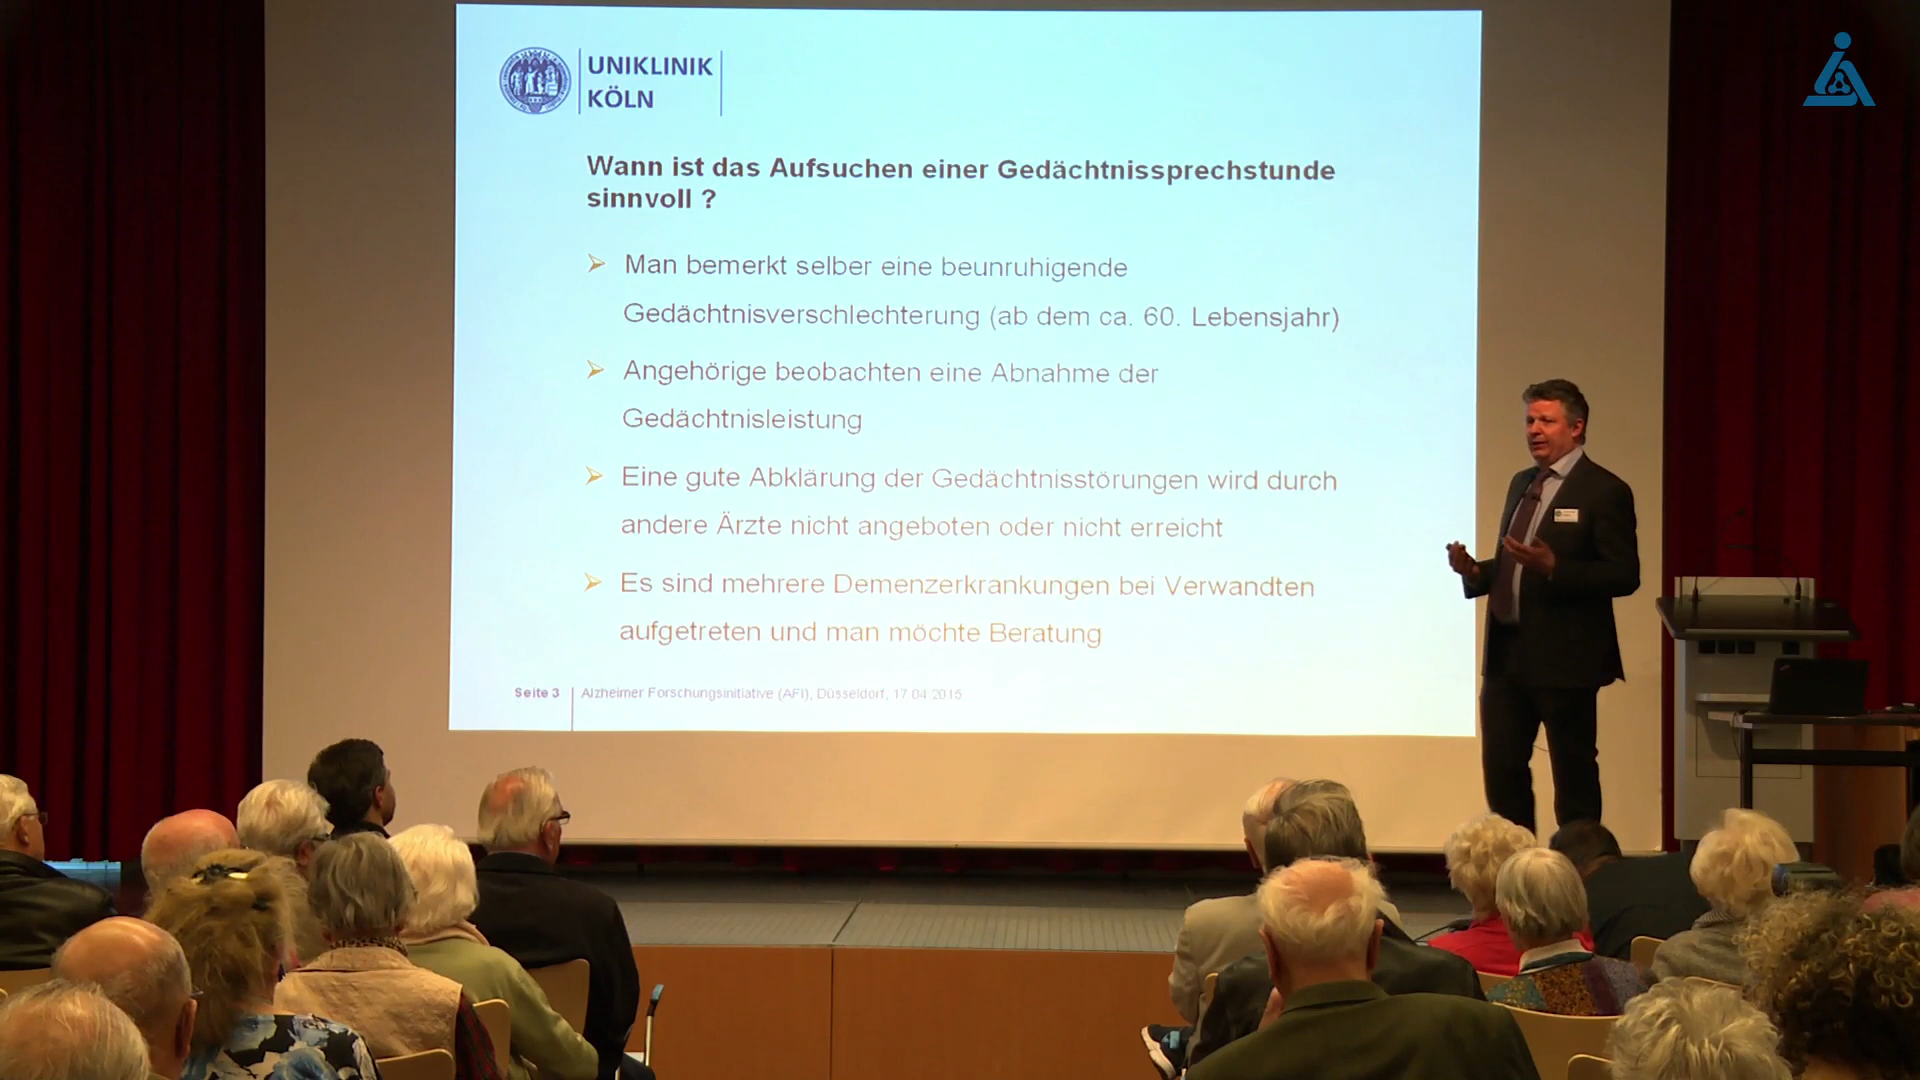 UNIKLINIK
KÖLN
Wann ist das Aufsuchen einer Gedächtnissprechstunde
sinnvoll ?
➢ Man bemerkt selber eine beunruhigende
Gedächtnisverschlechterung (ab dem ca. 60. Lebensjahr)
➢ Angehörige beobachten eine Abnahme der
Gedächtnisleistung
➢ Eine gute Abklärung der Gedächtnisstörungen wird durch
andere Ärzte nicht angeboten oder nicht erreicht
➢ Es sind mehrere Demenzerkrankungen bei Verwandten
aufgetreten und man möchte Beratung
Seite 3 | Alzheimer Forschungsinitiative (AFI), Düsseldorf, 17.04.2015